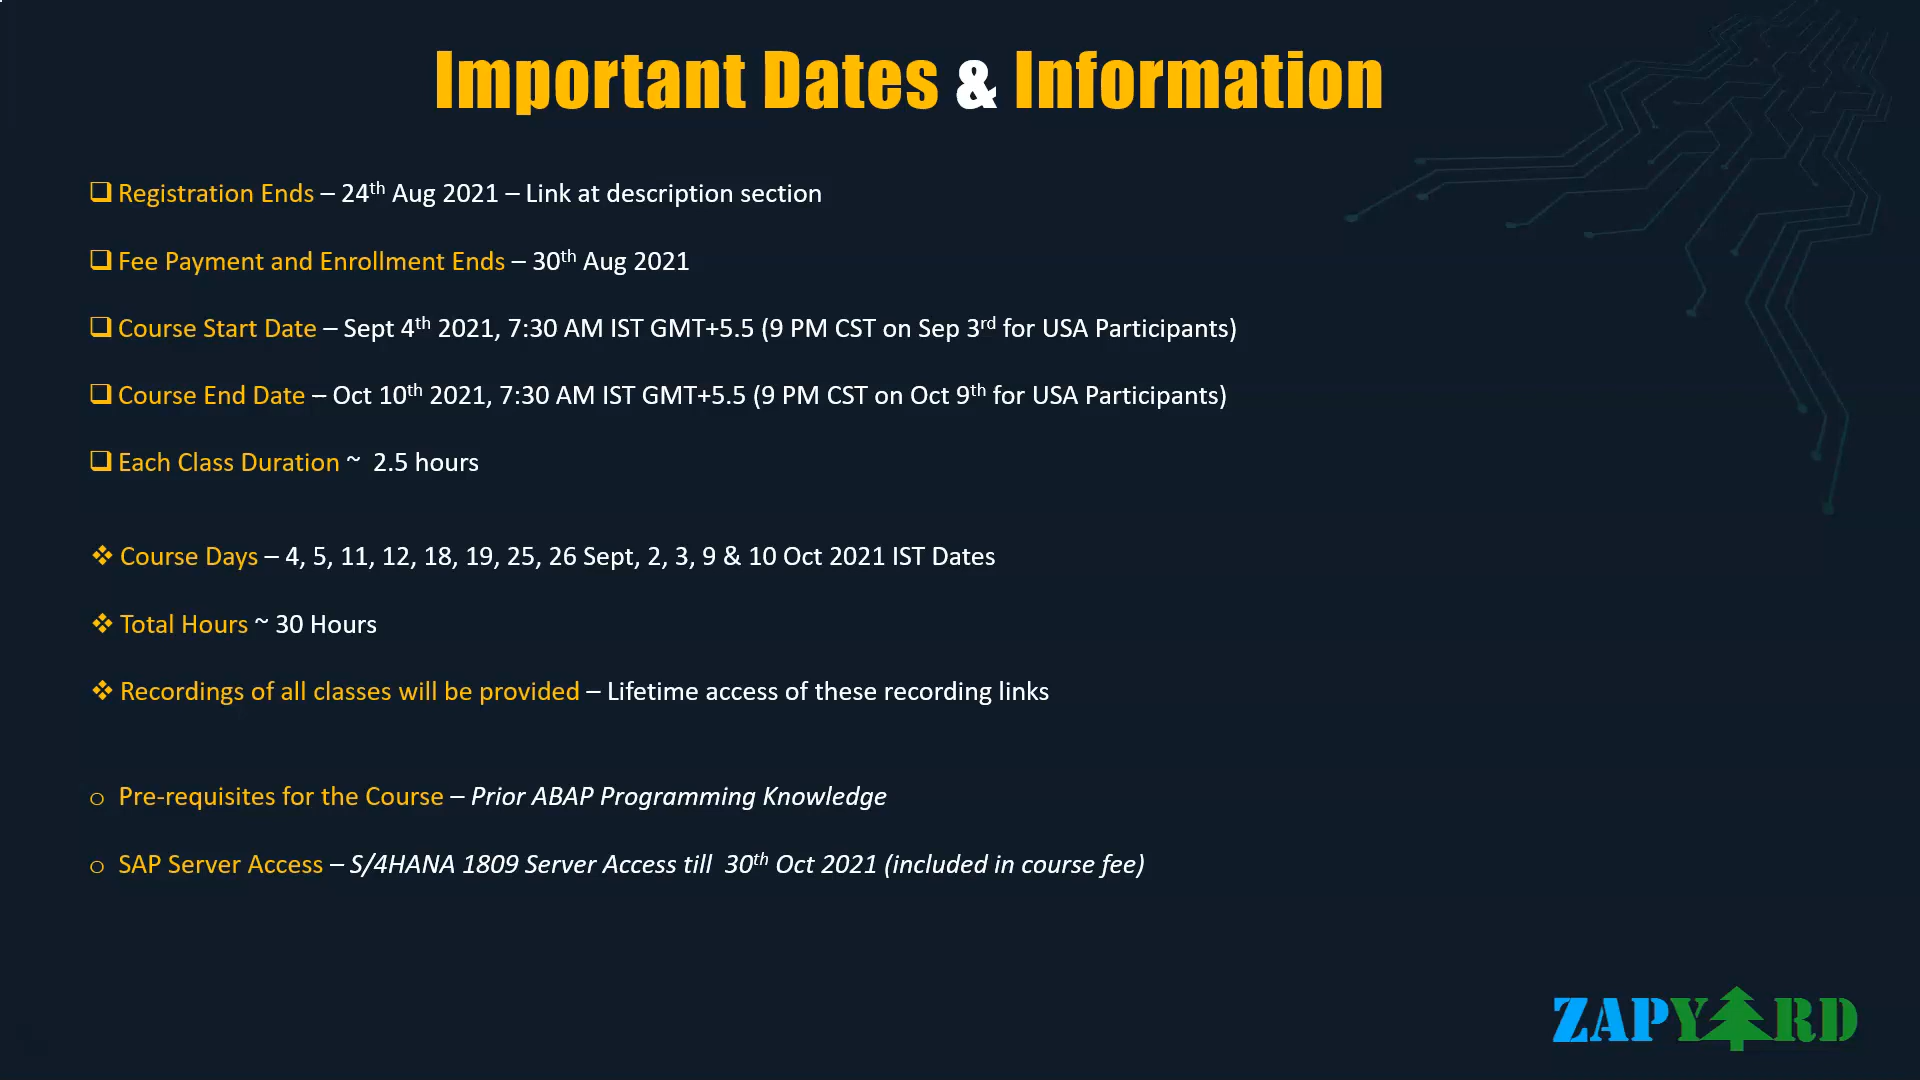 Important Dates & Information
Registration Ends – 24th Aug 2021 – Link at description section
Fee Payment and Enrollment Ends – 30th Aug 2021
Course Start Date – Sept 4th 2021, 7:30 AM IST GMT+5.5 (9 PM CST on Sep 3rd for USA Participants)
Course End Date – Oct 10th 2021, 7:30 AM IST GMT+5.5 (9 PM CST on Oct 9th for USA Participants)
Each Class Duration ~ 2.5 hours
Course Days – 4, 5, 11, 12, 18, 19, 25, 26 Sept, 2, 3, 9 & 10 Oct 2021 IST Dates
Total Hours ~ 30 Hours
Recordings of all classes will be provided – Lifetime access of these recording links
Pre-requisites for the Course – Prior ABAP Programming Knowledge
SAP Server Access – S/4HANA 1809 Server Access till 30th Oct 2021 (included in course fee)
ZAPYARD